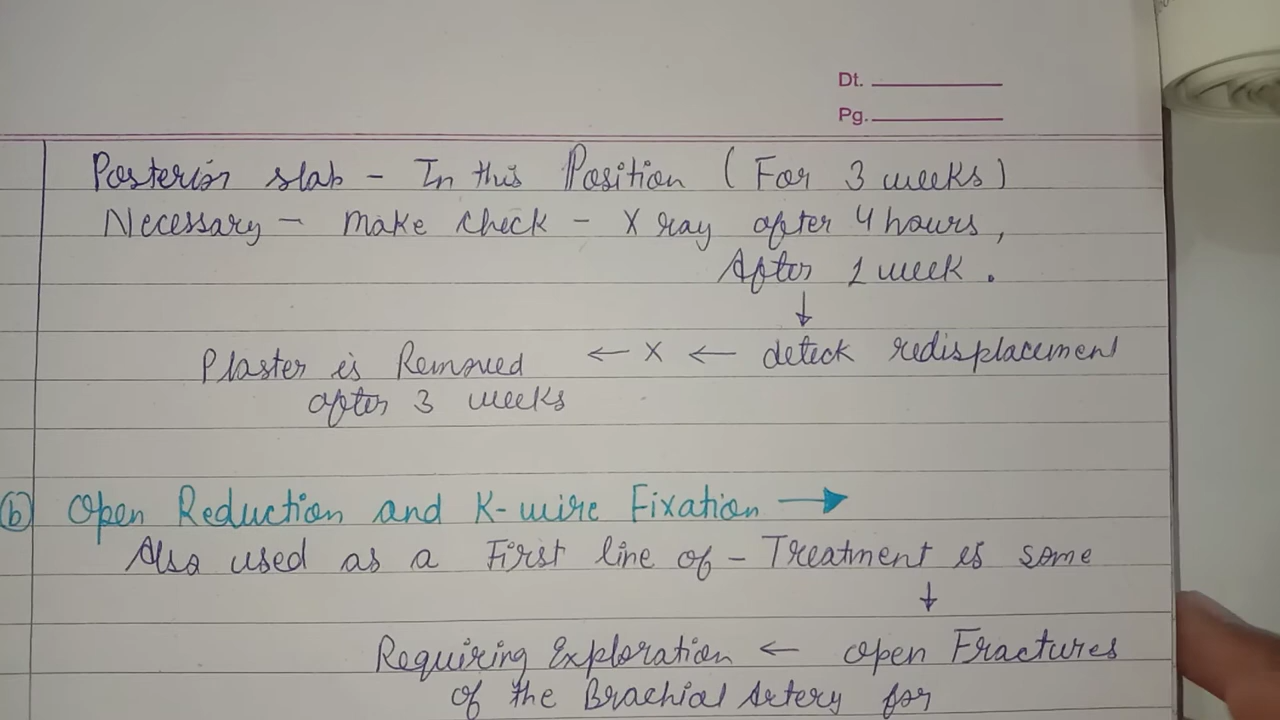 Dt.
Pg.
Posterior slab - In this Position (For 3 weeks)
Necessary - make check - X ray after 4 hours,
After 1 week.
↓
Plaster is Removed ← X ← deteck redisplacement
after 3 weeks
(b) Open Reduction and K-wire Fixation →
Also used as a First line of - Treatment is some
↓
Requiring Exploration ← open Fractures
of the Brachial Artery for